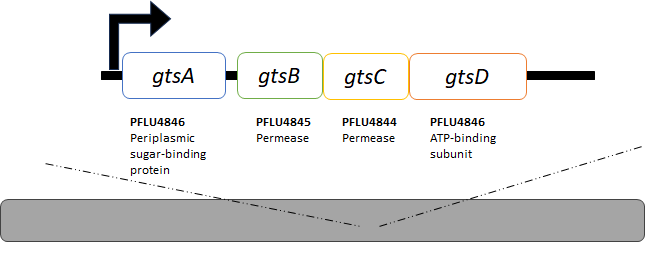 gtsA gtsB gtsC gtsD
PFLU4846 PFLU4845 PFLU4844 PFLU4846
Periplasmic Permease Permease ATP-binding
sugar-binding subunit
protein